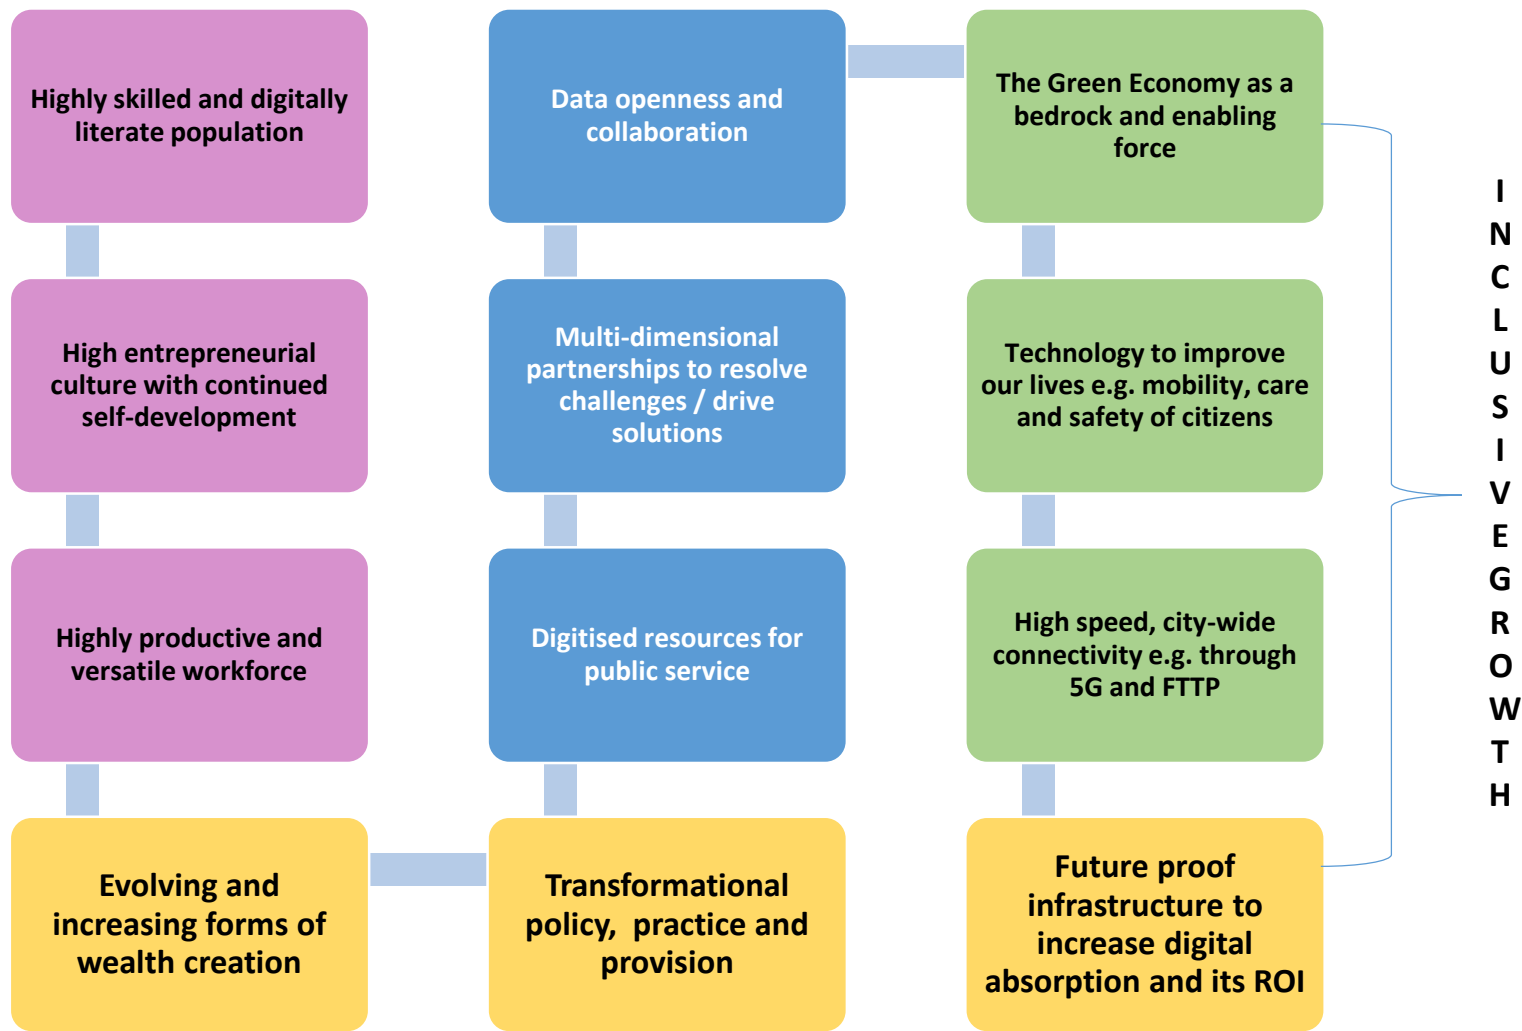 Highly skilled and digitally
literate population
High entrepreneurial
culture with continued
self-development
Highly productive and
versatile workforce
Evolving and
increasing forms of
wealth creation
Data openness and
collaboration
Multi-dimensional
partnerships to resolve
challenges / drive
solutions
Digitised resources for
public service
Transformational
policy, practice and
provision
The Green Economy as a
bedrock and enabling
force
Technology to improve
our lives e.g. mobility, care
and safety of citizens
High speed, city-wide
connectivity e.g. through
5G and FTTP
Future proof
infrastructure to
increase digital
absorption and its ROI
I
N
C
L
U
S
I
V
E
G
R
O
W
T
H